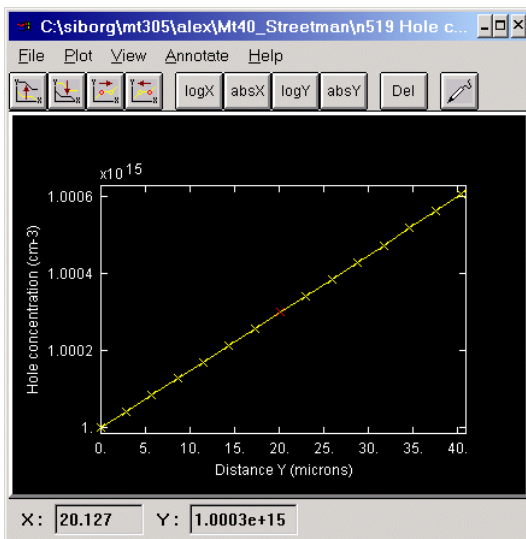 C:\siborg\mt305\alex\Mt40_Streetman\n519 Hole c...
File Plot View Annotate Help
Y X Y X Y X Y X logX absX logY absY Del
x10 15
1.0006
1.0004
1.0002
1.
Hole concentration (cm-3)
0. 5. 10. 15. 20. 25. 30. 35. 40.
Distance Y (microns)
X: 20.127 Y: 1.0003e+15